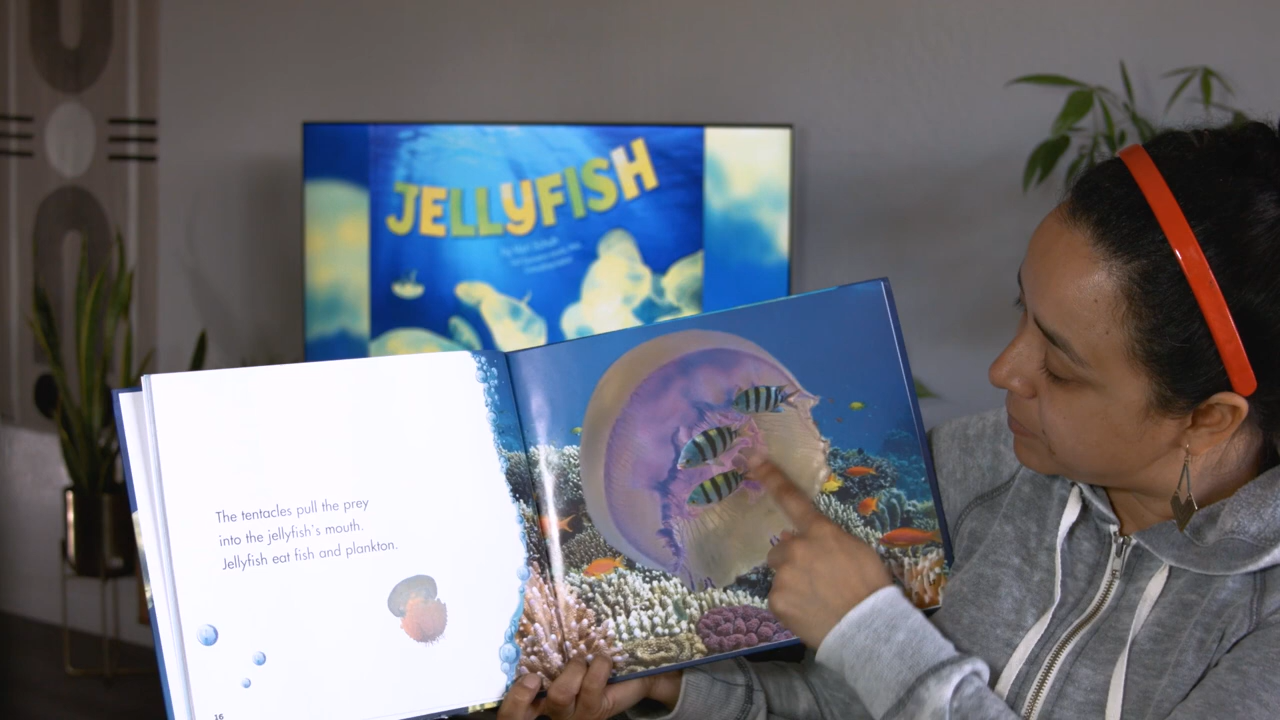 JELLYFISH
The tentacles pull the prey
into the jellyfish's mouth.
Jellyfish eat fish and plankton.
16